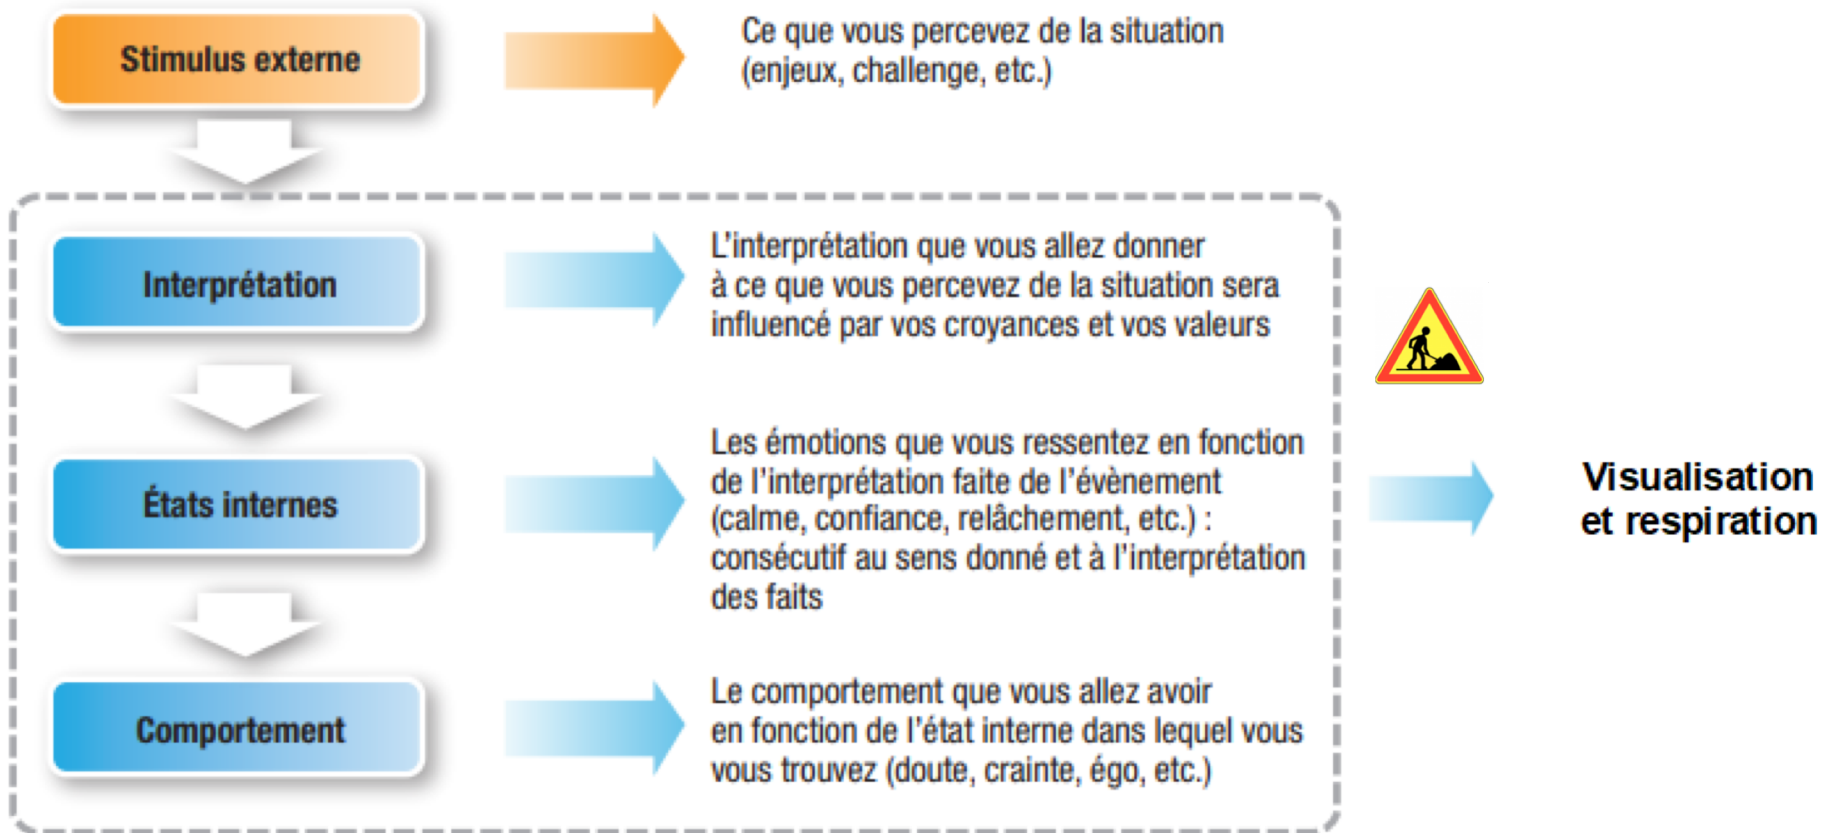 Stimulus externe
Ce que vous percevez de la situation
(enjeux, challenge, etc.)
Interprétation
L’interprétation que vous allez donner
à ce que vous percevez de la situation sera
influencé par vos croyances et vos valeurs
États internes
Les émotions que vous ressentez en fonction
de l’interprétation faite de l’évènement
(calme, confiance, relâchement, etc.) :
consécutif au sens donné et à l’interprétation
des faits
Visualisation
et respiration
Comportement
Le comportement que vous allez avoir
en fonction de l’état interne dans lequel vous
vous trouvez (doute, crainte, égo, etc.)